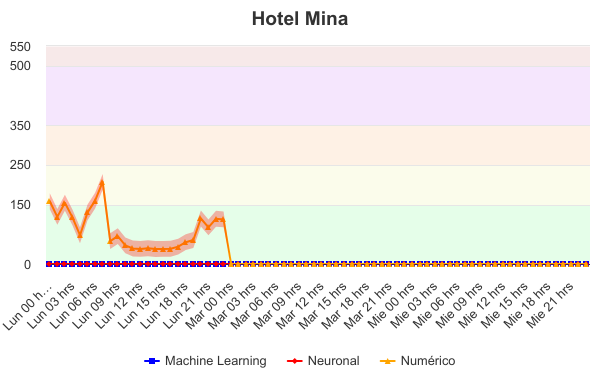 Hotel Mina
550
500
350
250
150
0
Lun 00 h…
Lun 03 hrs
Lun 06 hrs
Lun 09 hrs
Lun 12 hrs
Lun 15 hrs
Lun 18 hrs
Lun 21 hrs
Mar 00 hrs
Mar 03 hrs
Mar 06 hrs
Mar 09 hrs
Mar 12 hrs
Mar 15 hrs
Mar 18 hrs
Mar 21 hrs
Mie 00 hrs
Mie 03 hrs
Mie 06 hrs
Mie 09 hrs
Mie 12 hrs
Mie 15 hrs
Mie 18 hrs
Mie 21 hrs
Machine Learning Neuronal Numérico